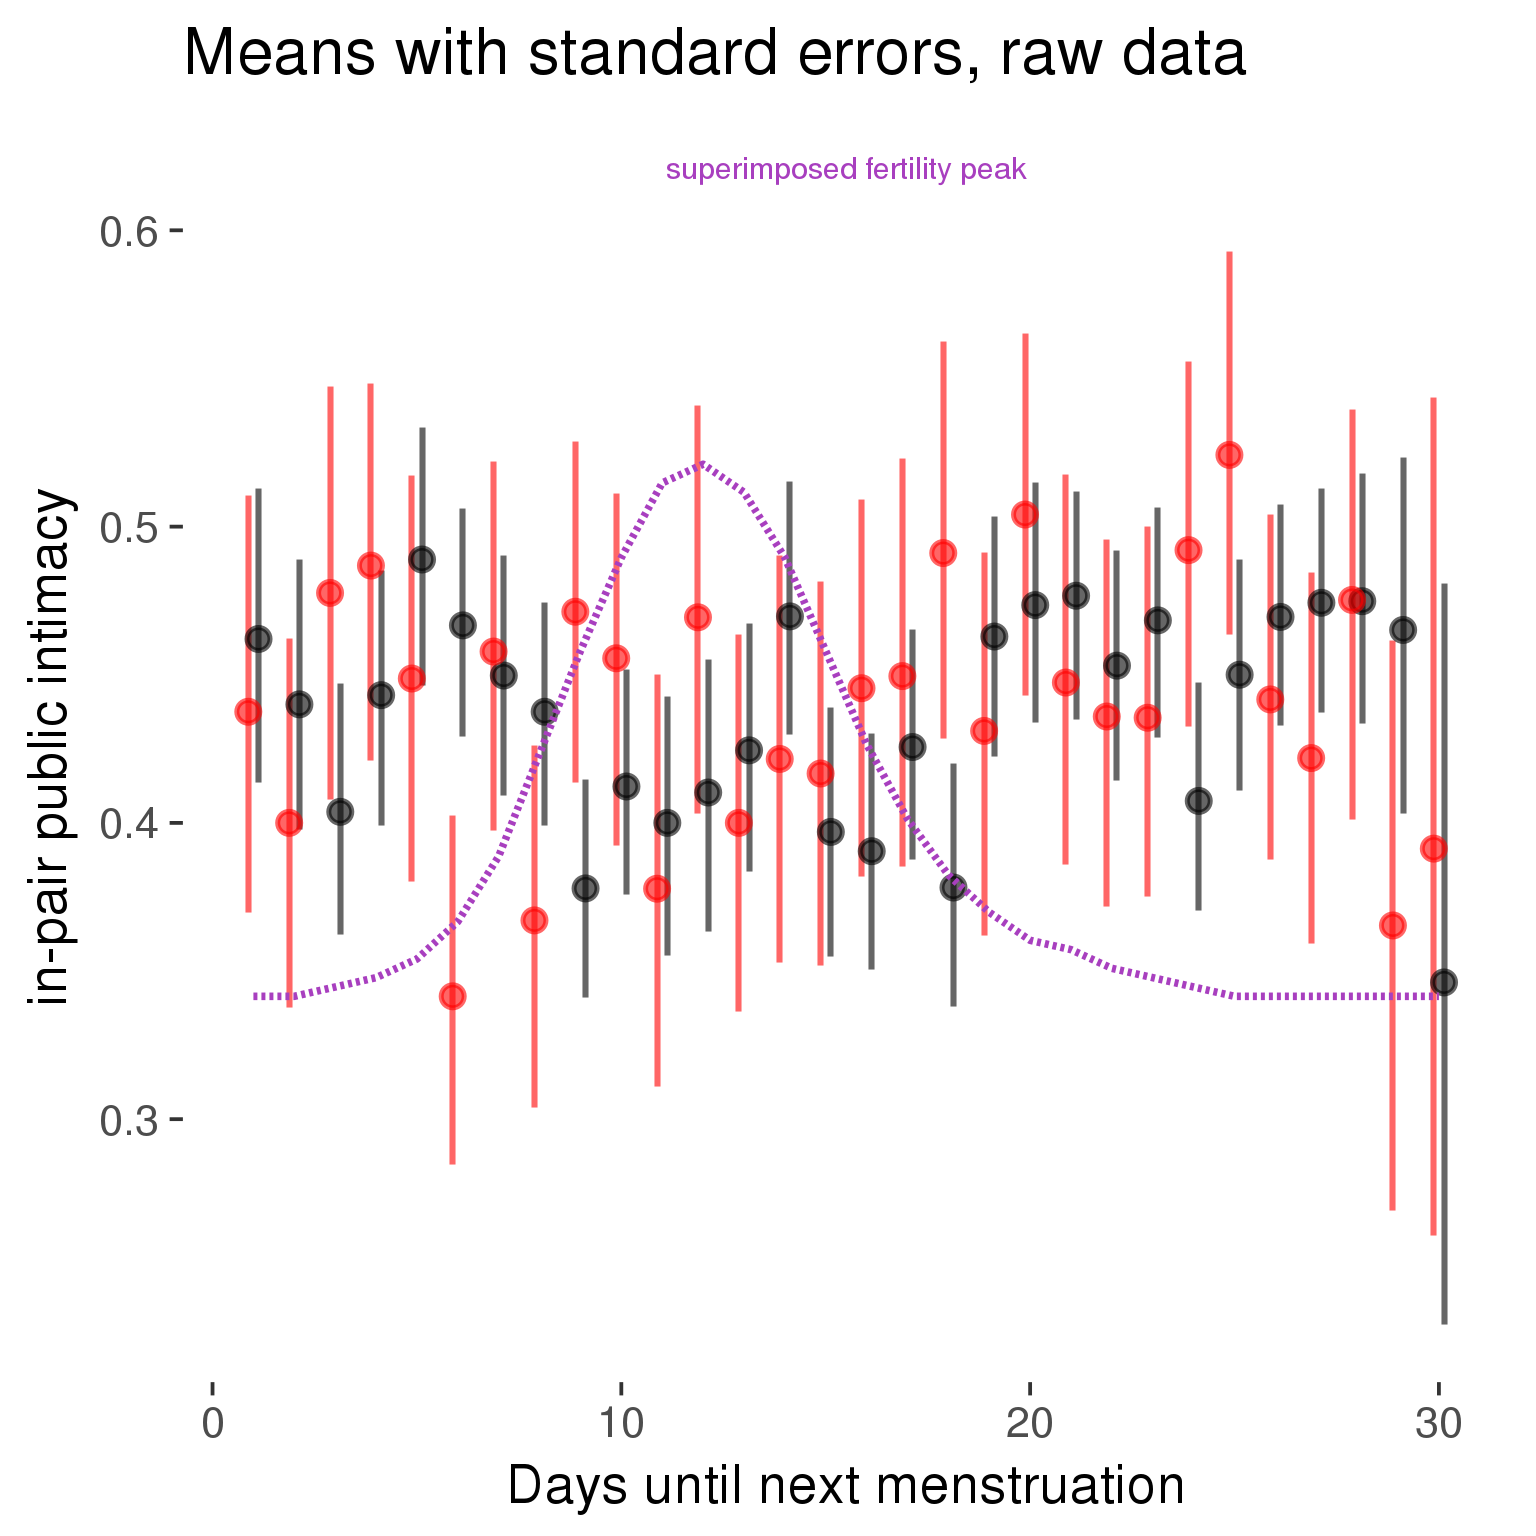 Means with standard errors, raw data
superimposed fertility peak
0.6
0.5
0.4
0.3
in-pair public intimacy
0 10 20 30
Days until next menstruation